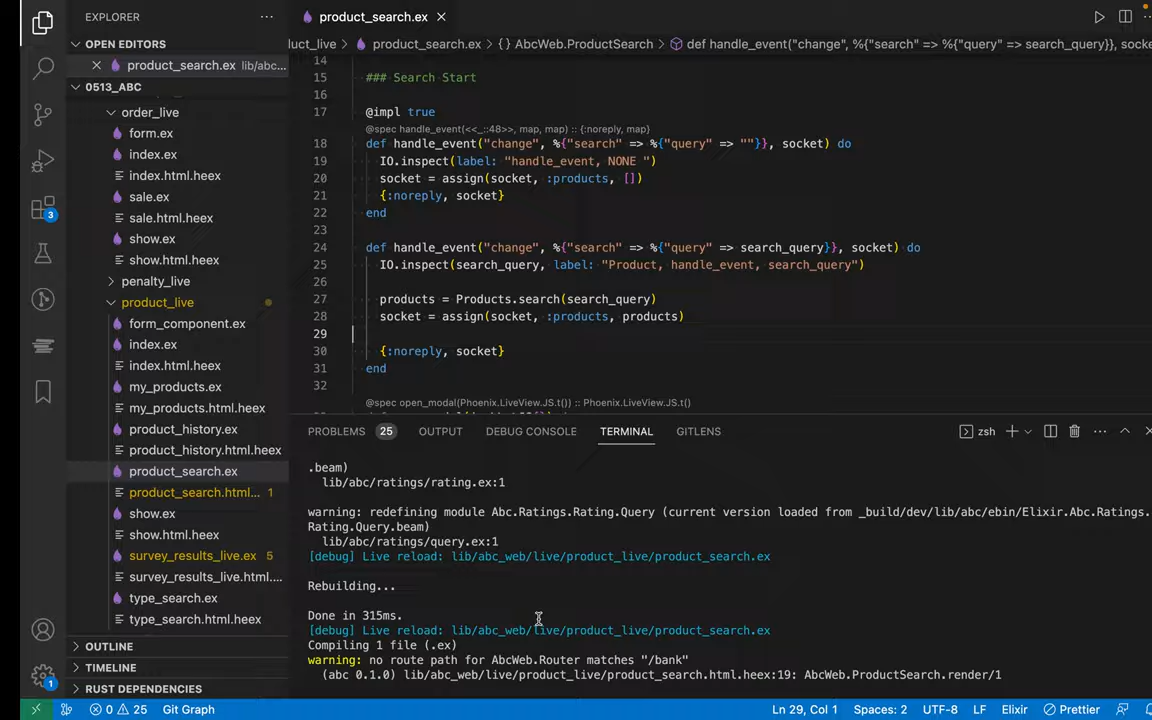 EXPLORER
OPEN EDITORS
product_search.ex lib/abc...
0513_ABC
order_live
form.ex
index.ex
index.html.heex
sale.ex
sale.html.heex
show.ex
show.html.heex
penalty_live
product_live
form_component.ex
index.ex
index.html.heex
my_products.ex
my_products.html.heex
product_history.ex
product_history.html.heex
product_search.ex
product_search.html... 1
show.ex
show.html.heex
survey_results_live.ex 5
survey_results_live.html....
type_search.ex
type_search.html.heex
OUTLINE
TIMELINE
RUST DEPENDENCIES
3
1
product_search.ex
luct_live > product_search.ex > {} AbcWeb.ProductSearch > def handle_event("change", %{"search" => %{"query" => search_query}}, socke
14
15 ### Search Start
16
17 @impl true
@spec handle_event(<<_::48>>, map, map) :: {:noreply, map}
18 def handle_event("change", %{"search" => %{"query" => ""}}, socket) do
19 IO.inspect(label: "handle_event, NONE ")
20 socket = assign(socket, :products, [])
21 {:noreply, socket}
22 end
23
24 def handle_event("change", %{"search" => %{"query" => search_query}}, socket) do
25 IO.inspect(search_query, label: "Product, handle_event, search_query")
26
27 products = Products.search(search_query)
28 socket = assign(socket, :products, products)
29
30 {:noreply, socket}
31 end
32
@spec open_modal(Phoenix.LiveView.JS.t()) :: Phoenix.LiveView.JS.t()
PROBLEMS 25 OUTPUT DEBUG CONSOLE TERMINAL GITLENS zsh
.beam)
lib/abc/ratings/rating.ex:1
warning: redefining module Abc.Ratings.Rating.Query (current version loaded from _build/dev/lib/abc/ebin/Elixir.Abc.Ratings.
Rating.Query.beam)
lib/abc/ratings/query.ex:1
[debug] Live reload: lib/abc_web/live/product_live/product_search.ex
Rebuilding...
Done in 315ms.
[debug] Live reload: lib/abc_web/live/product_live/product_search.ex
Compiling 1 file (.ex)
warning: no route path for AbcWeb.Router matches "/bank"
(abc 0.1.0) lib/abc_web/live/product_live/product_search.html.heex:19: AbcWeb.ProductSearch.render/1
0 25 Git Graph Ln 29, Col 1 Spaces: 2 UTF-8 LF Elixir Prettier